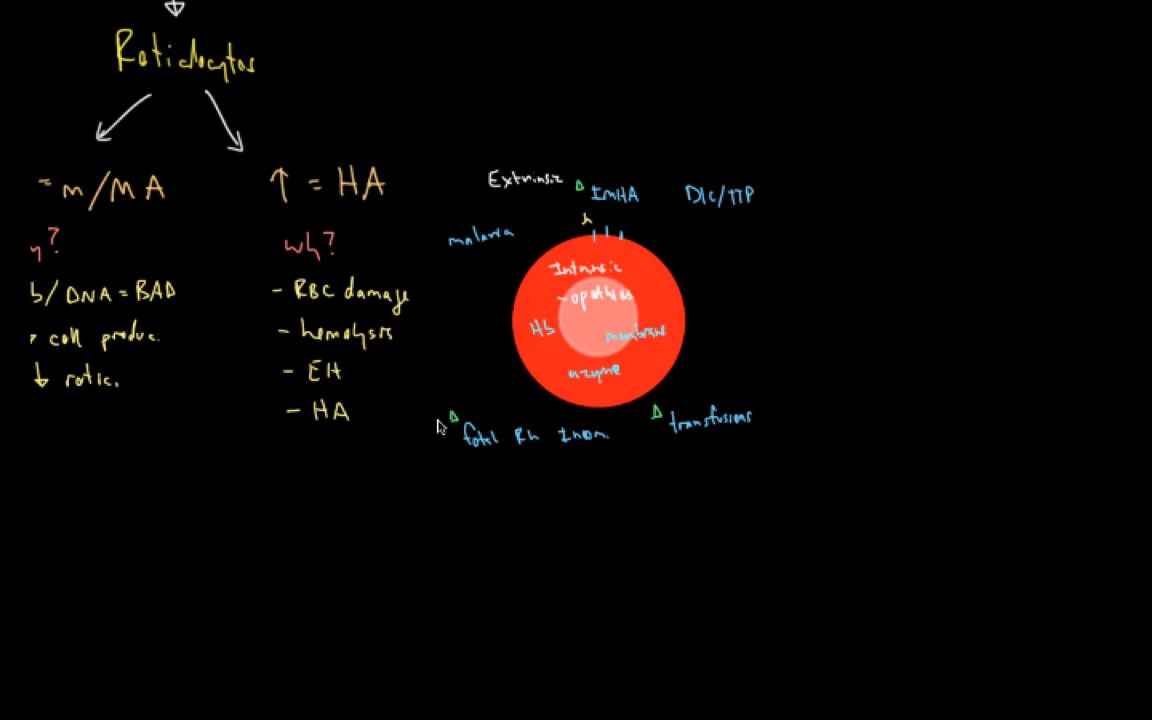 Reticulocytes
= m/MA
↑ = HA
y?
why?
b/ DNA = BAD
cell produc.
↓ retic.
- RBC damage
- hemolysis
- EH
- HA
Extrinsic
Δ ImHA
DIC/TTP
malaria
Intrinsic
-opathies
Hb
membrane
enzyme
Δ fetal Rh Incom.
Δ transfusions